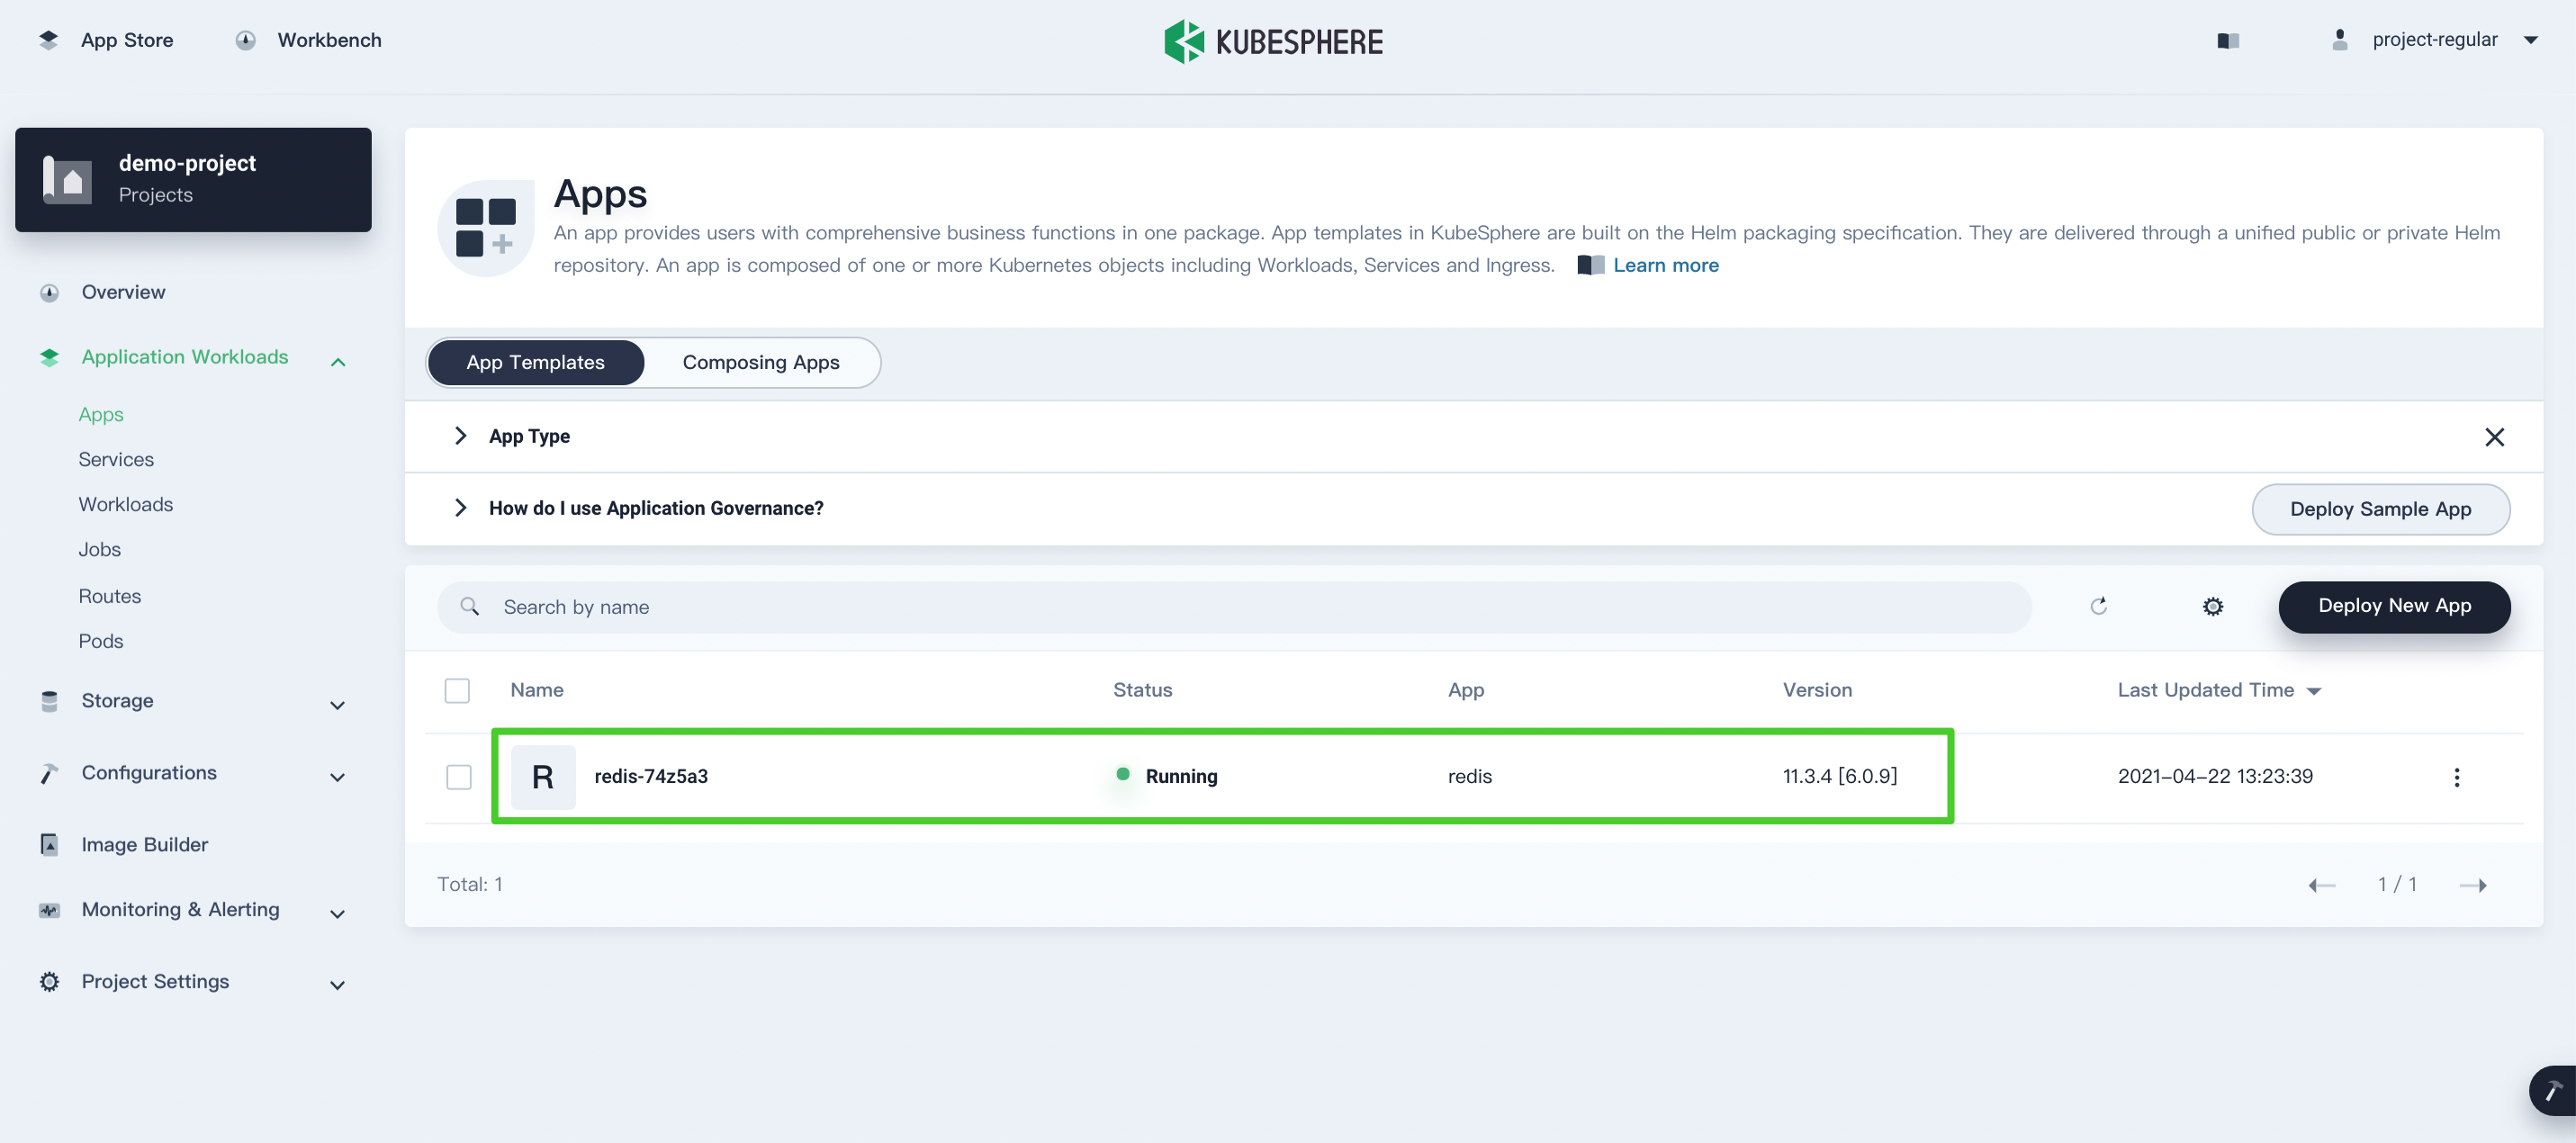 App Store
Workbench
KUBESPHERE
project-regular
demo-project
Projects
Overview
Application Workloads
Apps
Services
Workloads
Jobs
Routes
Pods
Storage
Configurations
Image Builder
Monitoring & Alerting
Project Settings
Apps
An app provides users with comprehensive business functions in one package. App templates in KubeSphere are built on the Helm packaging specification. They are delivered through a unified public or private Helm
repository. An app is composed of one or more Kubernetes objects including Workloads, Services and Ingress. Learn more
App Templates
Composing Apps
App Type
How do I use Application Governance?
Deploy Sample App
Search by name
Deploy New App
Name Status App Version Last Updated Time
R redis-74z5a3 Running redis 11.3.4 [6.0.9] 2021-04-22 13:23:39
Total: 1
1 / 1